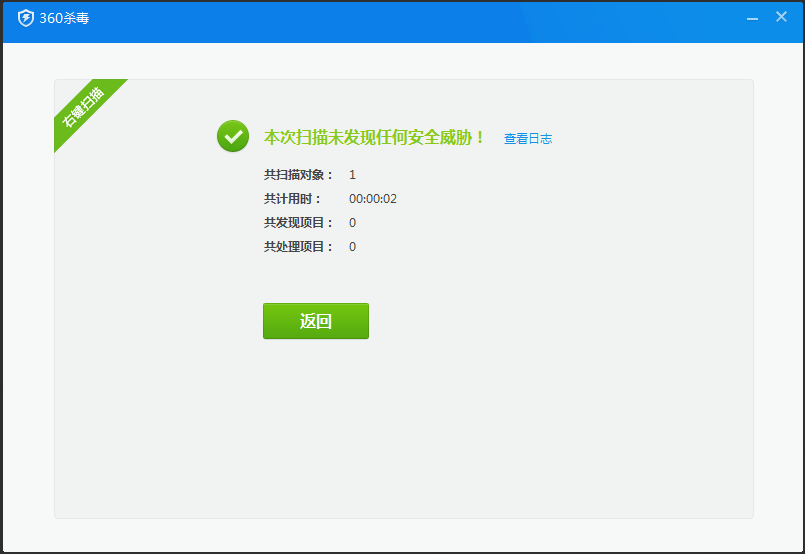 360杀毒
右键扫描
本次扫描未发现任何安全威胁！ 查看日志
共扫描对象： 1
共计用时： 00:00:02
共发现项目： 0
共处理项目： 0
返回